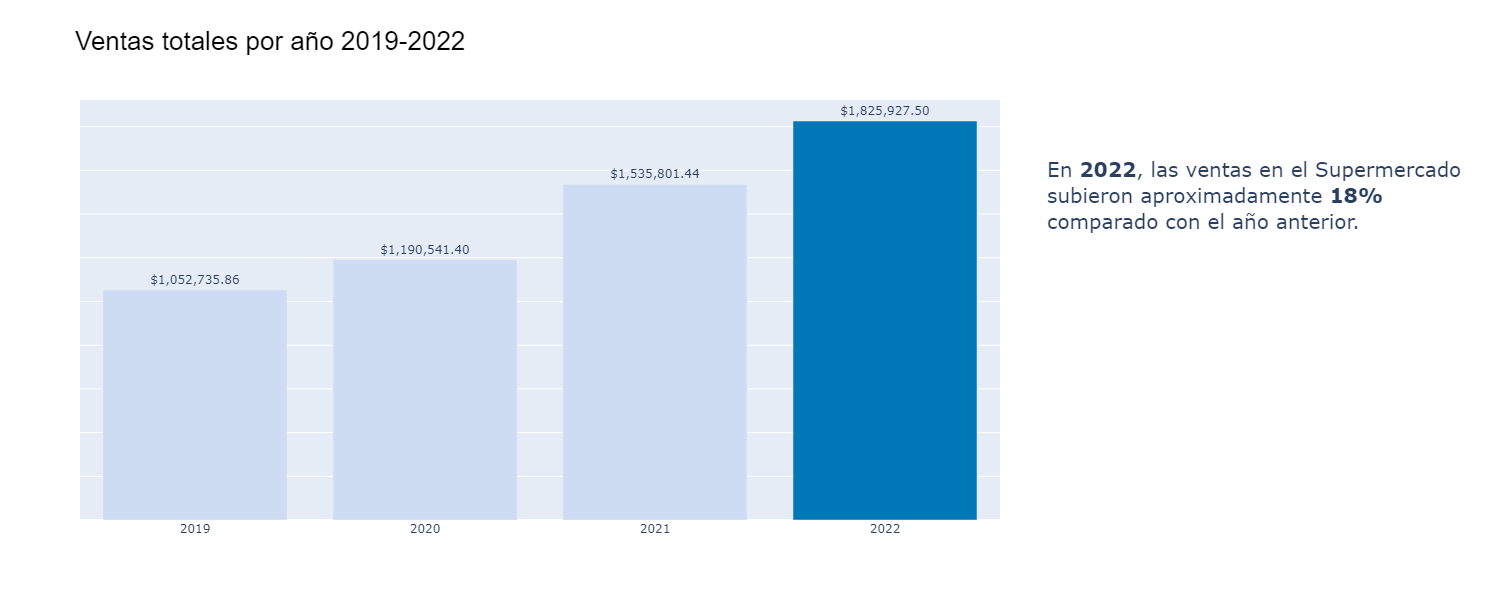 Ventas totales por año 2019-2022
$1,825,927.50
$1,535,801.44
$1,190,541.40
$1,052,735.86
2019 2020 2021 2022
En 2022, las ventas en el Supermercado
subieron aproximadamente 18%
comparado con el año anterior.